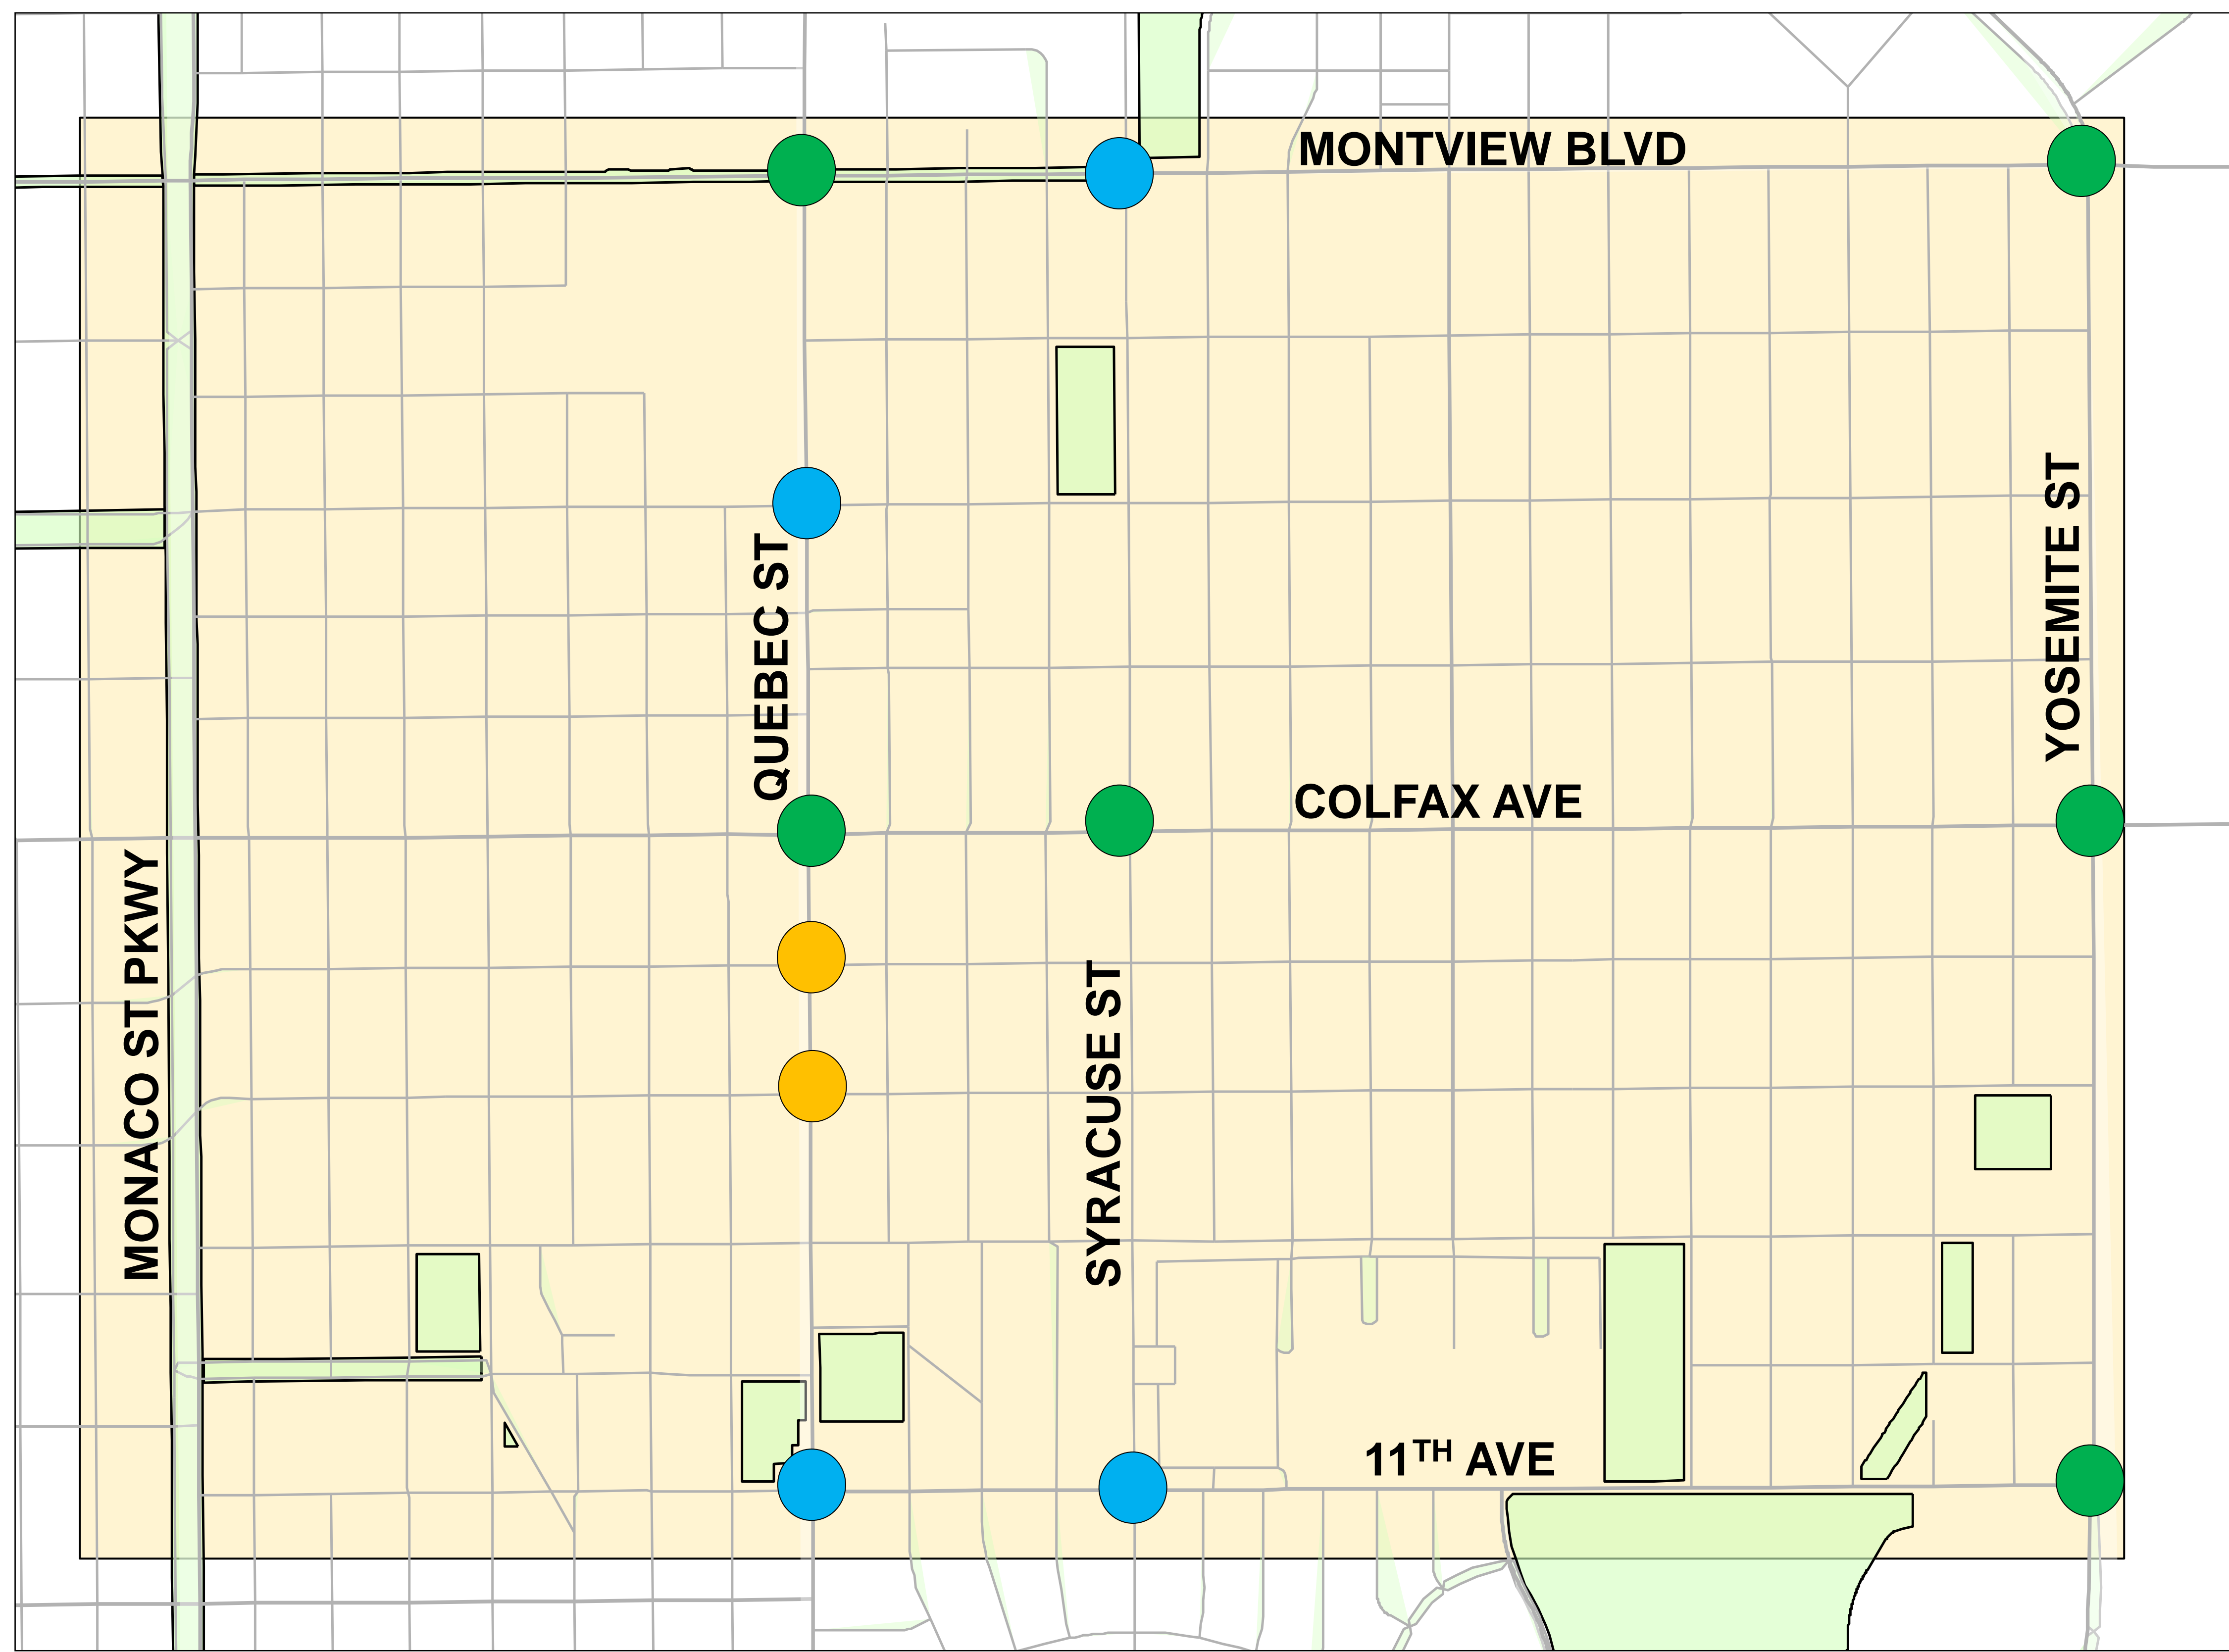 MONTVIEW BLVD
QUEBEC ST
YOSEMITE ST
COLFAX AVE
MONACO ST PKWY
SYRACUSE ST
11TH AVE